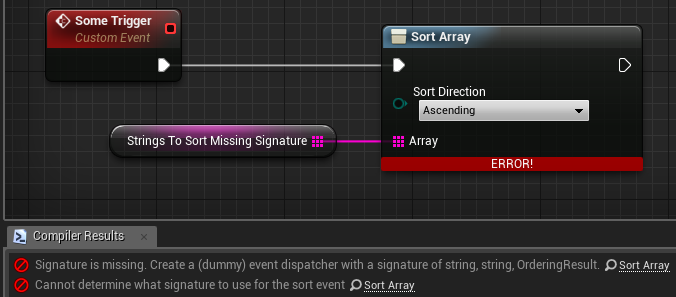 Some Trigger
Custom Event
Sort Array
Sort Direction
Ascending
Strings To Sort Missing Signature
Array
ERROR!
Compiler Results
Signature is missing. Create a (dummy) event dispatcher with a signature of string, string, OrderingResult. Sort Array
Cannot determine what signature to use for the sort event Sort Array